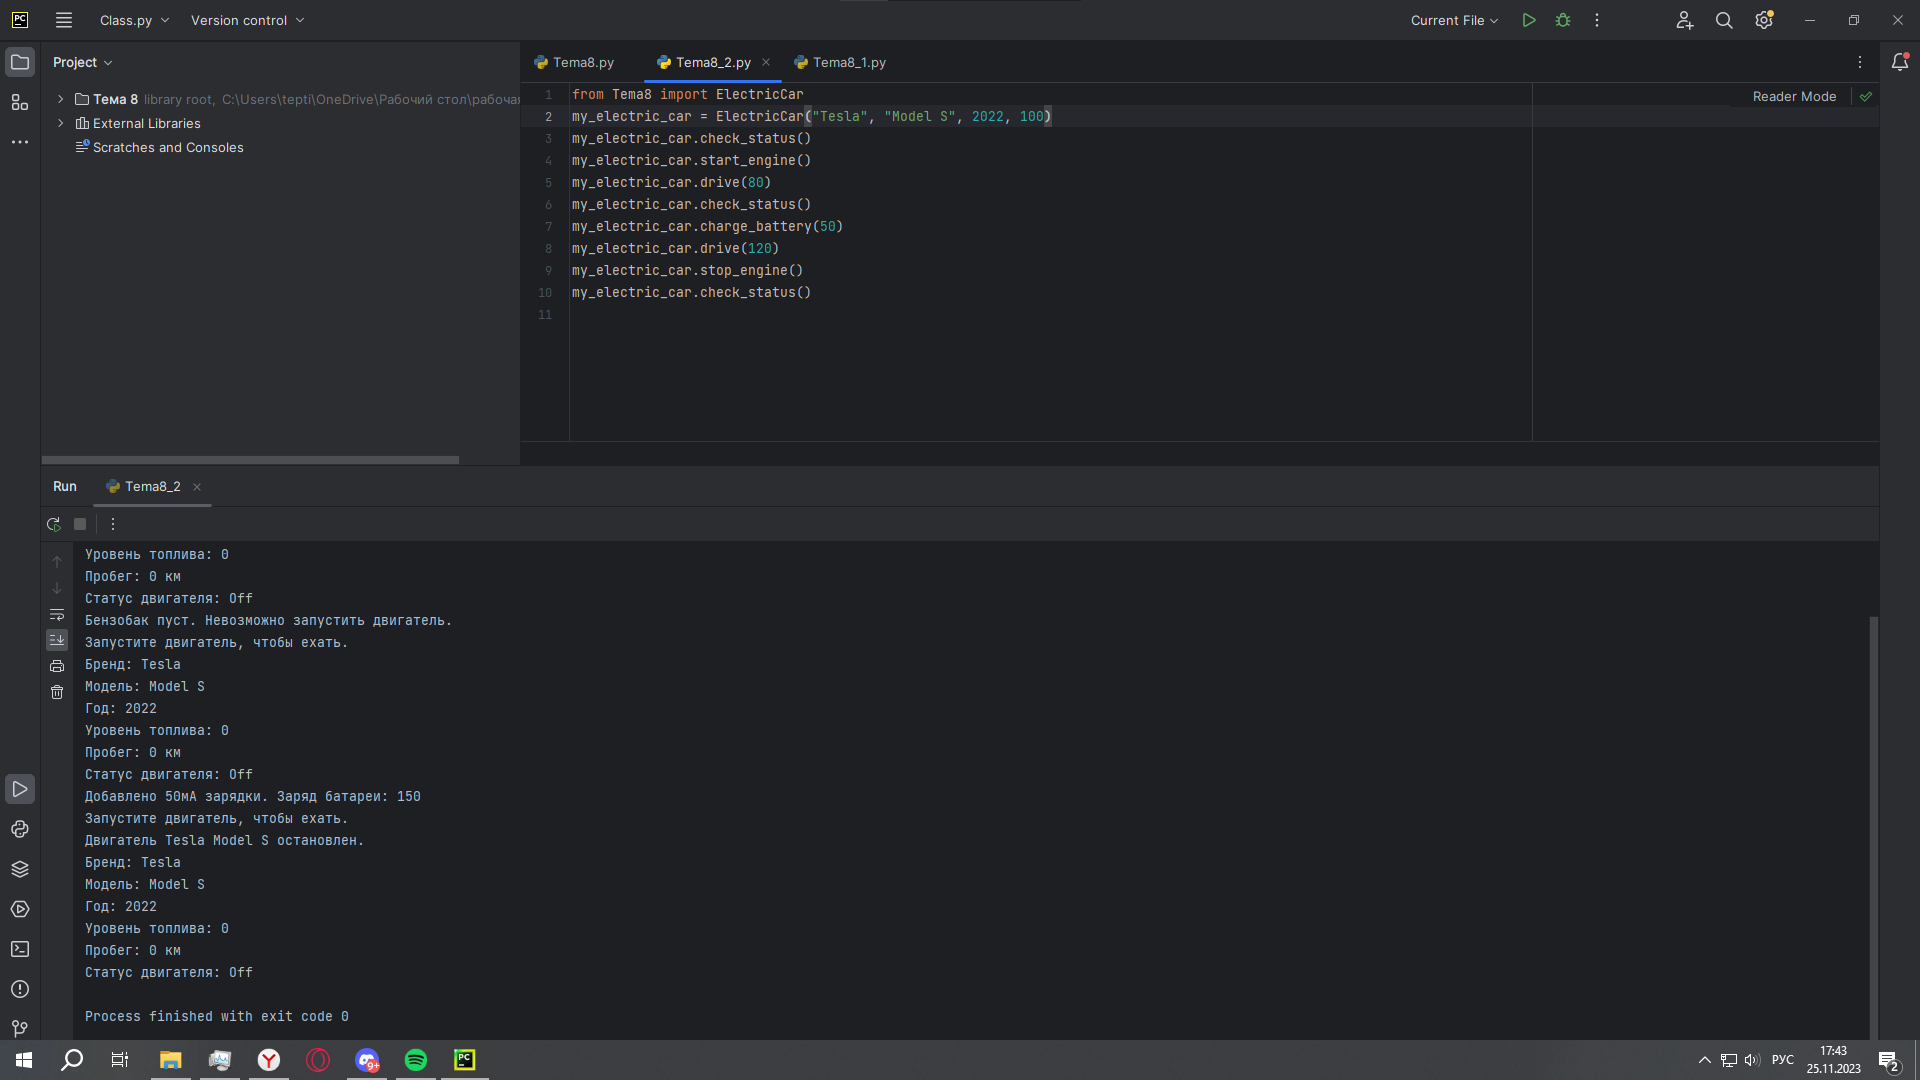 PC
Class.py
Version control
Current File
Project
Tema8.py
Tema8_2.py
Tema8_1.py
Тема 8 library root, C:\Users\tepti\OneDrive\Рабочий стол\рабочая
External Libraries
Scratches and Consoles
Reader Mode
1 from Tema8 import ElectricCar
2 my_electric_car = ElectricCar("Tesla", "Model S", 2022, 100)
3 my_electric_car.check_status()
4 my_electric_car.start_engine()
5 my_electric_car.drive(80)
6 my_electric_car.check_status()
7 my_electric_car.charge_battery(50)
8 my_electric_car.drive(120)
9 my_electric_car.stop_engine()
10 my_electric_car.check_status()
11
Run
Tema8_2
Уровень топлива: 0
Пробег: 0 км
Статус двигателя: Off
Бензобак пуст. Невозможно запустить двигатель.
Запустите двигатель, чтобы ехать.
Бренд: Tesla
Модель: Model S
Год: 2022
Уровень топлива: 0
Пробег: 0 км
Статус двигателя: Off
Добавлено 50мА зарядки. Заряд батареи: 150
Запустите двигатель, чтобы ехать.
Двигатель Tesla Model S остановлен.
Бренд: Tesla
Модель: Model S
Год: 2022
Уровень топлива: 0
Пробег: 0 км
Статус двигателя: Off
Process finished with exit code 0
9+
PC
РУС
17:43
25.11.2023
2